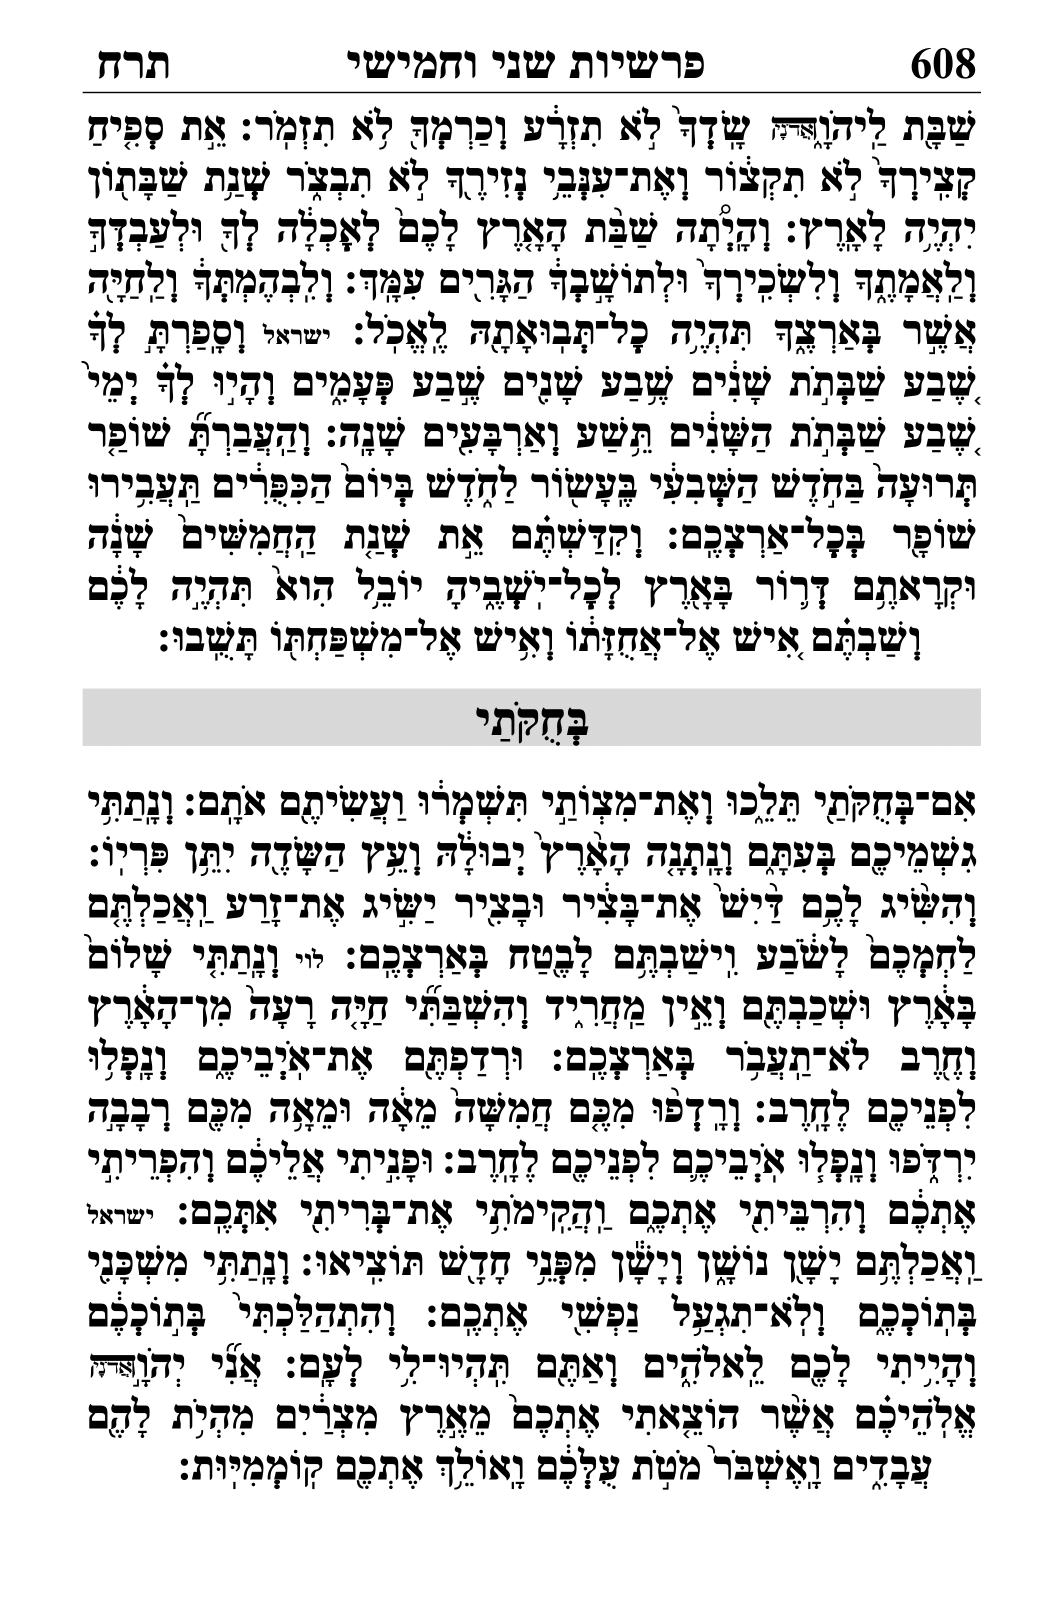 608 פרשיות שני וחמישי תרח
שַׁבָּ֖ת לַֽיהֹוָ֑ה אֲדֹנָי שָֽׂדְךָ֙ לֹ֣א תִזְרָ֔ע וְכַרְמְךָ֖ לֹ֥א תִזְמֹֽר׃ אֵ֣ת סְפִ֤יחַ
קְצִֽירְךָ֙ לֹ֣א תִקְצ֔וֹר וְאֶת־עִנְּבֵ֥י נְזִירֶ֖ךָ לֹ֣א תִבְצֹ֑ר שְׁנַ֥ת שַׁבָּת֖וֹן
יִהְיֶ֥ה לָאָֽרֶץ׃ וְ֠הָֽיְתָה שַׁבַּ֨ת הָאָ֤רֶץ לָכֶם֙ לְאׇכְלָ֔ה לְךָ֖ וּלְעַבְדְּךָ֣
וְלַֽאֲמָתֶ֑ךָ וְלִשְׂכִֽירְךָ֙ וּלְתוֹשָׁ֣בְךָ֔ הַגָּרִ֖ים עִמָּֽךְ׃ וְלִ֨בְהֶמְתְּךָ֔ וְלַֽחַיָּ֖ה
אֲשֶׁ֣ר בְּאַרְצֶ֑ךָ תִּהְיֶ֥ה כׇל־תְּבֽוּאָתָ֖הּ לֶֽאֱכֹֽל׃ ישראל וְסָֽפַרְתָּ֣ לְךָ֗
שֶׁ֚בַע שַׁבְּתֹ֣ת שָׁנִ֔ים שֶׁ֥בַע שָׁנִ֖ים שֶׁ֣בַע פְּעָמִ֑ים וְהָי֣וּ לְךָ֗ יְמֵי֙
שֶׁ֚בַע שַׁבְּתֹ֣ת הַשָּׁנִ֔ים תֵּ֥שַׁע וְאַרְבָּעִ֖ים שָׁנָֽה׃ וְהַֽעֲבַרְתָּ֞ שׁוֹפַ֤ר
תְּרוּעָה֙ בַּחֹ֣דֶשׁ הַשְּׁבִעִ֔י בֶּֽעָשׂ֖וֹר לַחֹ֑דֶשׁ בְּיוֹם֙ הַכִּפֻּרִ֔ים תַּֽעֲבִ֥ירוּ
שׁוֹפָ֖ר בְּכׇל־אַרְצְכֶֽם׃ וְקִדַּשְׁתֶּ֗ם אֵ֣ת שְׁנַ֤ת הַֽחֲמִשִּׁים֙ שָׁנָ֔ה
וּקְרָאתֶ֥ם דְּר֛וֹר בָּאָ֖רֶץ לְכׇל־יֹֽשְׁבֶ֑יהָ יוֹבֵ֥ל הִוא֙ תִּהְיֶ֣ה לָכֶ֔ם
וְשַׁבְתֶּ֗ם אִ֚ישׁ אֶל־אֲחֻזָּת֔וֹ וְאִ֥ישׁ אֶל־מִשְׁפַּחְתּ֖וֹ תָּשֻֽׁבוּ׃
בְּחֻקֹּתַי
אִם־בְּחֻקֹּתַ֖י תֵּלֵ֑כוּ וְאֶת־מִצְוֺתַ֣י תִּשְׁמְר֔וּ וַֽעֲשִׂיתֶ֖ם אֹתָֽם׃ וְנָֽתַתִּ֥י
גִשְׁמֵיכֶ֖ם בְּעִתָּ֑ם וְנָֽתְנָ֤ה הָאָ֨רֶץ֙ יְבוּלָ֔הּ וְעֵ֥ץ הַשָּׂדֶ֖ה יִתֵּ֥ן פִּרְיֽוֹ׃
וְהִשִּׂ֨יג לָכֶ֥ם דַּ֙יִשׁ֙ אֶת־בָּצִ֔יר וּבָצִ֖יר יַשִּׂ֣יג אֶת־זָ֑רַע וַֽאֲכַלְתֶּ֤ם
לַחְמְכֶם֙ לָשֹׂ֔בַע וִֽישַׁבְתֶּ֥ם לָבֶ֖טַח בְּאַרְצְכֶֽם׃ לוי וְנָֽתַתִּ֤י שָׁלוֹם֙
בָּאָ֔רֶץ וּשְׁכַבְתֶּ֖ם וְאֵ֣ין מַֽחֲרִ֑יד וְהִשְׁבַּתִּ֞י חַיָּ֤ה רָעָה֙ מִן־הָאָ֔רֶץ
וְחֶ֖רֶב לֹא־תַֽעֲבֹ֥ר בְּאַרְצְכֶֽם׃ וּרְדַפְתֶּ֖ם אֶת־אֹֽיְבֵיכֶ֑ם וְנָֽפְל֥וּ
לִפְנֵיכֶ֖ם לֶחָֽרֶב׃ וְרָֽדְפ֨וּ מִכֶּ֤ם חֲמִשָּׁה֙ מֵאָ֔ה וּמֵאָ֥ה מִכֶּ֖ם רְבָבָ֣ה
יִרְדֹּ֑פוּ וְנָֽפְל֧וּ אֹֽיְבֵיכֶ֛ם לִפְנֵיכֶ֖ם לֶחָֽרֶב׃ וּפָנִ֣יתִי אֲלֵיכֶ֔ם וְהִפְרֵיתִ֣י
אֶתְכֶ֔ם וְהִרְבֵּיתִ֖י אֶתְכֶ֑ם וַֽהֲקִֽימֹתִ֥י אֶת־בְּרִיתִ֖י אִתְּכֶֽם׃ ישראל
וַֽאֲכַלְתֶּ֥ם יָשָׁ֖ן נוֹשָׁ֑ן וְיָשָׁ֕ן מִפְּנֵ֥י חָדָ֖שׁ תּוֹצִֽיאוּ׃ וְנָֽתַתִּ֥י מִשְׁכָּנִ֖י
בְּתֽוֹכְכֶ֑ם וְלֹֽא־תִגְעַ֥ל נַפְשִׁ֖י אֶתְכֶֽם׃ וְהִתְהַלַּכְתִּי֙ בְּת֣וֹכְכֶ֔ם
וְהָיִ֥יתִי לָכֶ֖ם לֵֽאלֹהִ֑ים וְאַתֶּ֖ם תִּֽהְיוּ־לִ֥י לְעָֽם׃ אֲנִ֞י יְהֹוָ֣ה אֲדֹנָי
אֱלֹֽהֵיכֶ֗ם אֲשֶׁ֨ר הוֹצֵ֤אתִי אֶתְכֶם֙ מֵאֶ֣רֶץ מִצְרַ֔יִם מִהְיֹ֥ת לָהֶ֖ם
עֲבָדִ֑ים וָֽאֶשְׁבֹּר֙ מֹטֹ֣ת עֻלְּכֶ֔ם וָֽאוֹלֵ֥ךְ אֶתְכֶ֖ם קֽוֹמְמִיּֽוּת׃